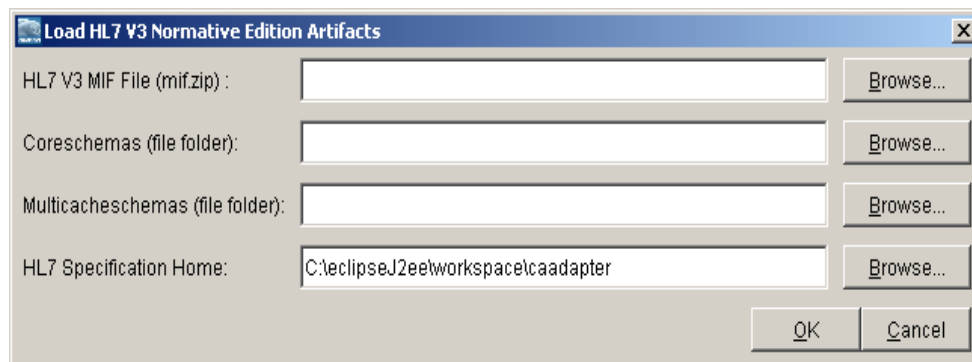 Load HL7 V3 Normative Edition Artifacts
HL7 V3 MIF File (mif.zip) : Browse...
Coreschemas (file folder): Browse...
Multicacheschemas (file folder): Browse...
HL7 Specification Home: C:\eclipseJ2ee\workspace\caadapter Browse...
OK Cancel